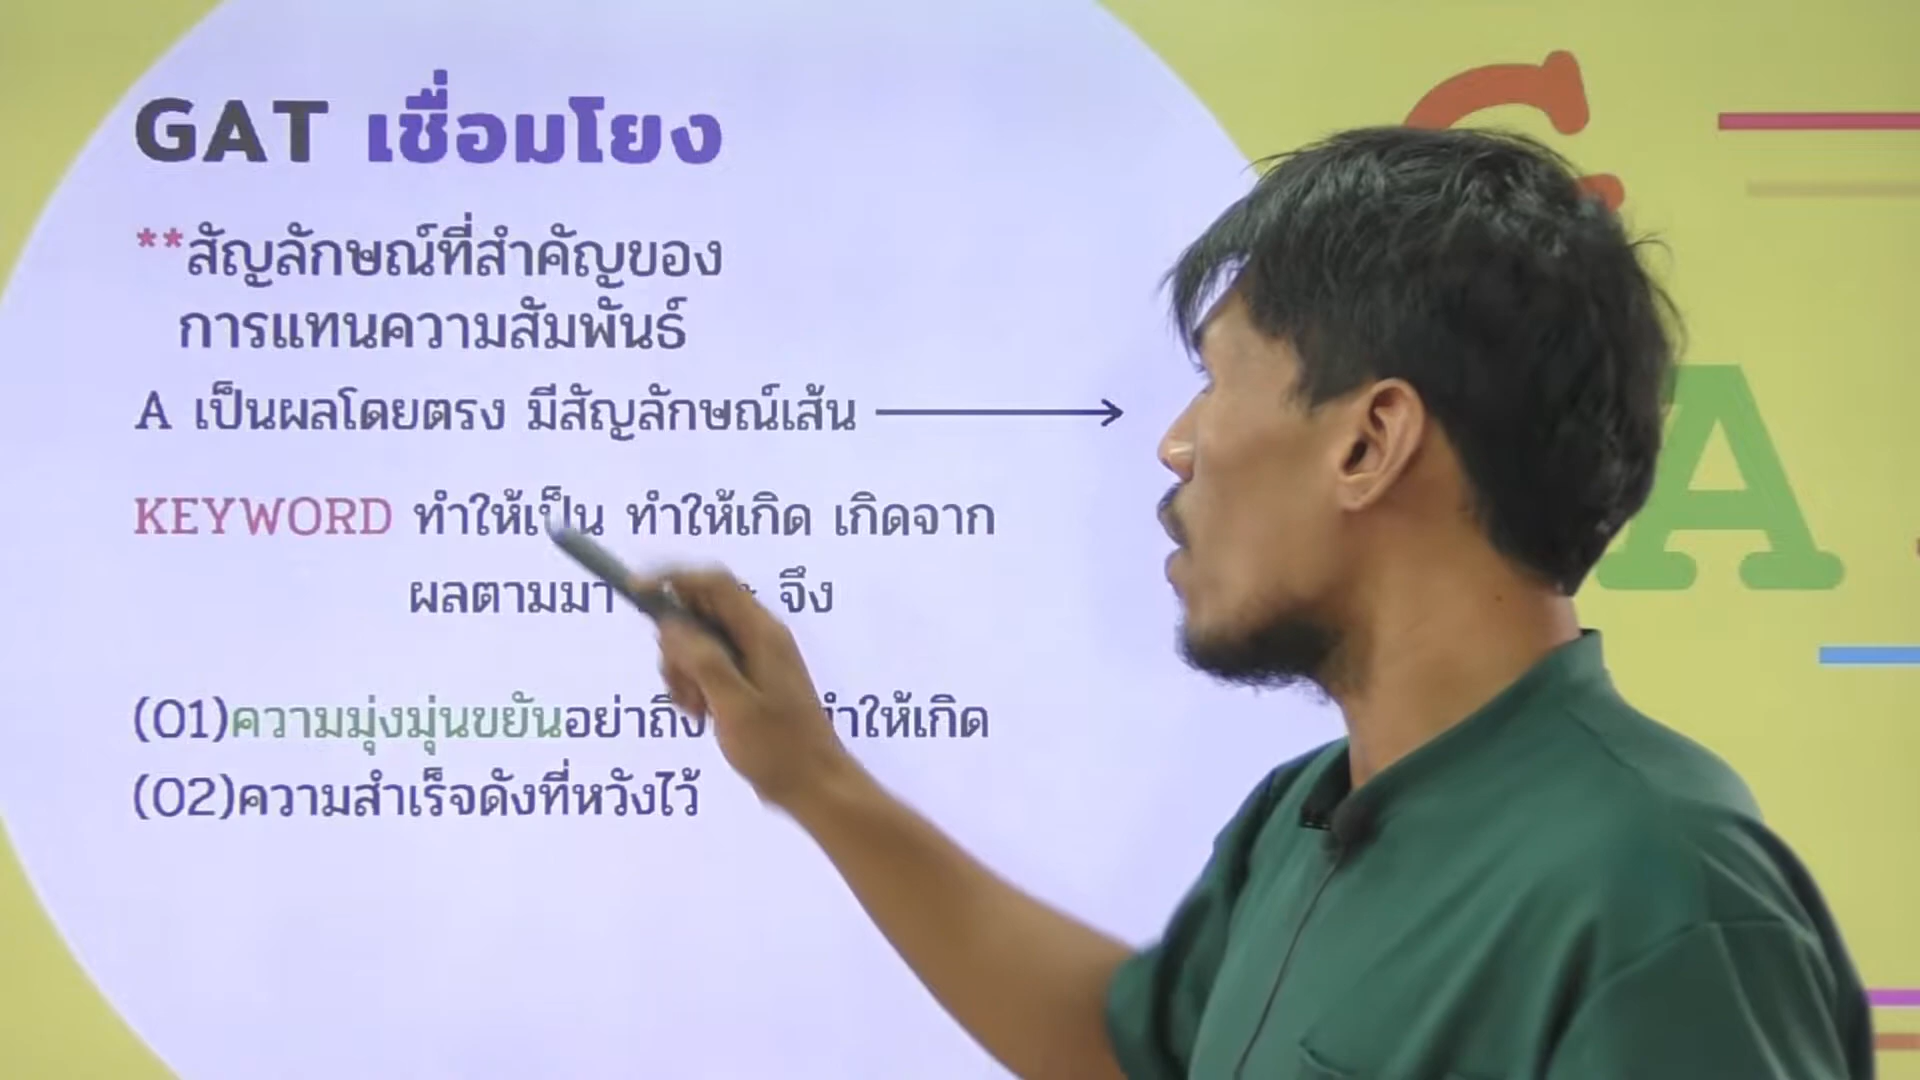 GAT เชื่อมโยง
**สัญลักษณ์ที่สำคัญของ
การแทนความสัมพันธ์
A เป็นผลโดยตรง มีสัญลักษณ์เส้น
KEYWORD ทำให้เป็น ทำให้เกิด เกิดจาก
ผลตามมา จึง
(01)ความมุ่งมุ่นขยันอย่าถึง ทำให้เกิด
(02)ความสำเร็จดังที่หวังไว้
A